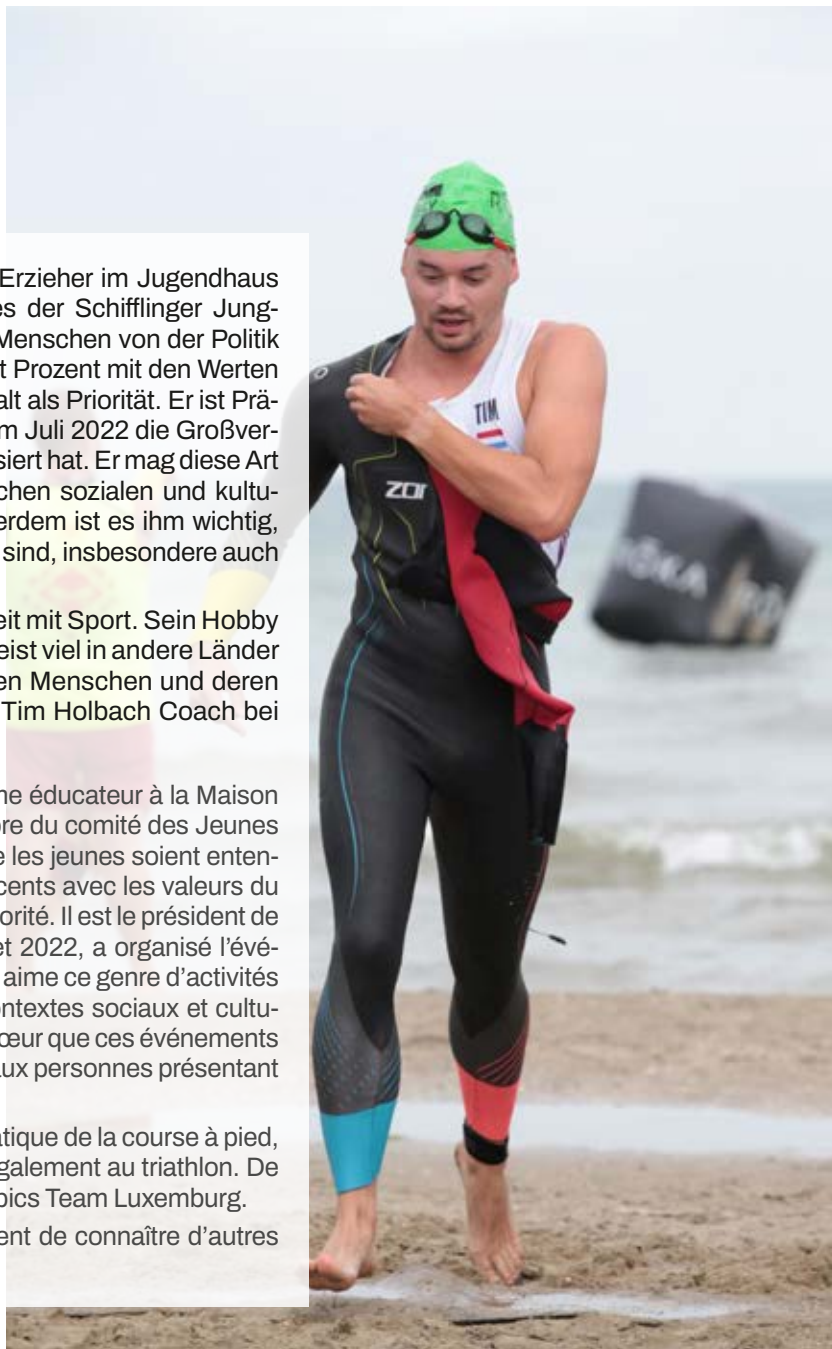 Erzieher im Jugendhaus
es der Schifflinger Jung-
Menschen von der Politik
t Prozent mit den Werten
alt als Priorität. Er ist Prä-
m Juli 2022 die Großver-
siert hat. Er mag diese Art
chen sozialen und kultu-
erdem ist es ihm wichtig,
sind, insbesondere auch
eit mit Sport. Sein Hobby
eist viel in andere Länder
en Menschen und deren
Tim Holbach Coach bei
ne éducateur à la Maison
bre du comité des Jeunes
e les jeunes soient enten-
cents avec les valeurs du
orité. Il est le président de
et 2022, a organisé l’évé-
aime ce genre d’activités
ontextes sociaux et cultu-
œur que ces événements
aux personnes présentant
atique de la course à pied,
également au triathlon. De
pics Team Luxemburg.
ent de connaître d’autres
TIM
ROKA